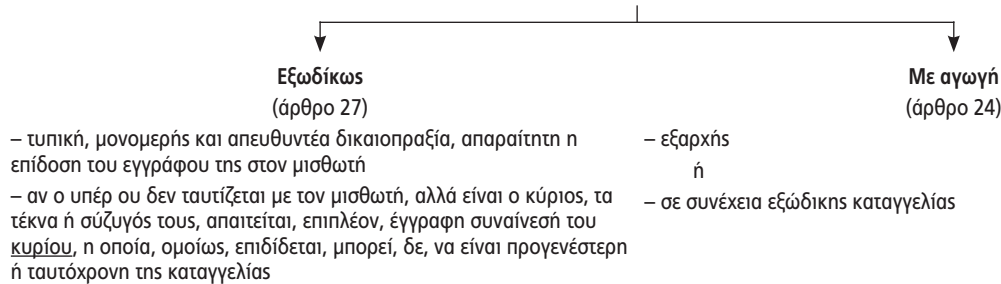 Εξωδίκως
(άρθρο 27)
– τυπική, μονομερής και απευθυντέα δικαιοπραξία, απαραίτητη η
επίδοση του εγγράφου της στον μισθωτή
– αν ο υπέρ ου δεν ταυτίζεται με τον μισθωτή, αλλά είναι ο κύριος, τα
τέκνα ή σύζυγός τους, απαιτείται, επιπλέον, έγγραφη συναίνεσή του
κυρίου, η οποία, ομοίως, επιδίδεται, μπορεί, δε, να είναι προγενέστερη
ή ταυτόχρονη της καταγγελίας
Με αγωγή
(άρθρο 24)
– εξαρχής
ή
– σε συνέχεια εξώδικης καταγγελίας